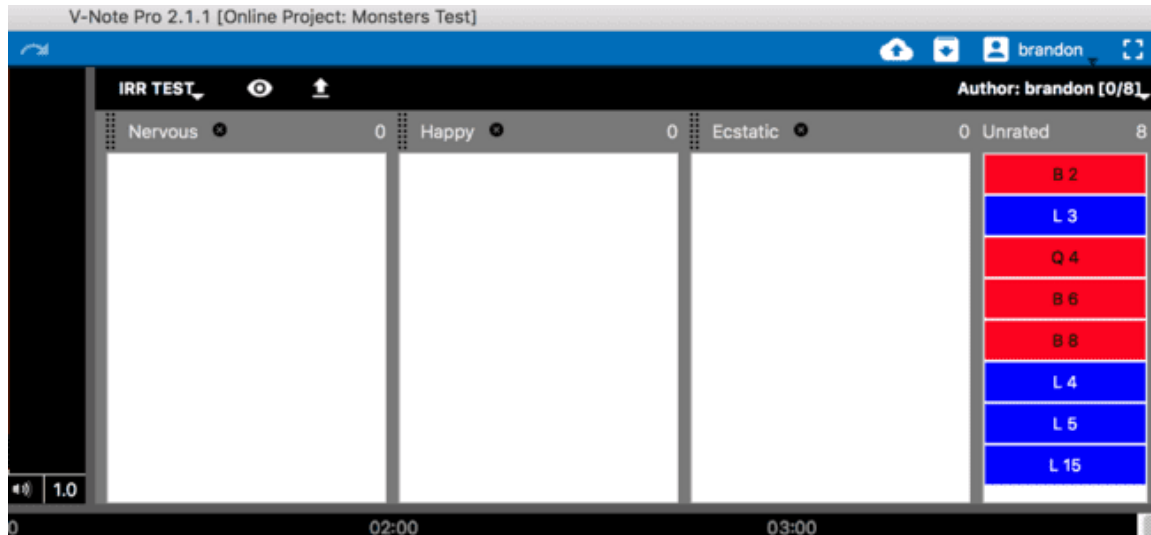 V-Note Pro 2.1.1 [Online Project: Monsters Test]
brandon
IRR TEST
Author: brandon [0/8]
Nervous 0 Happy 0 Ecstatic 0 Unrated 8
B 2
L 3
Q 4
B 6
B 8
L 4
L 5
L 15
1.0
02:00 03:00